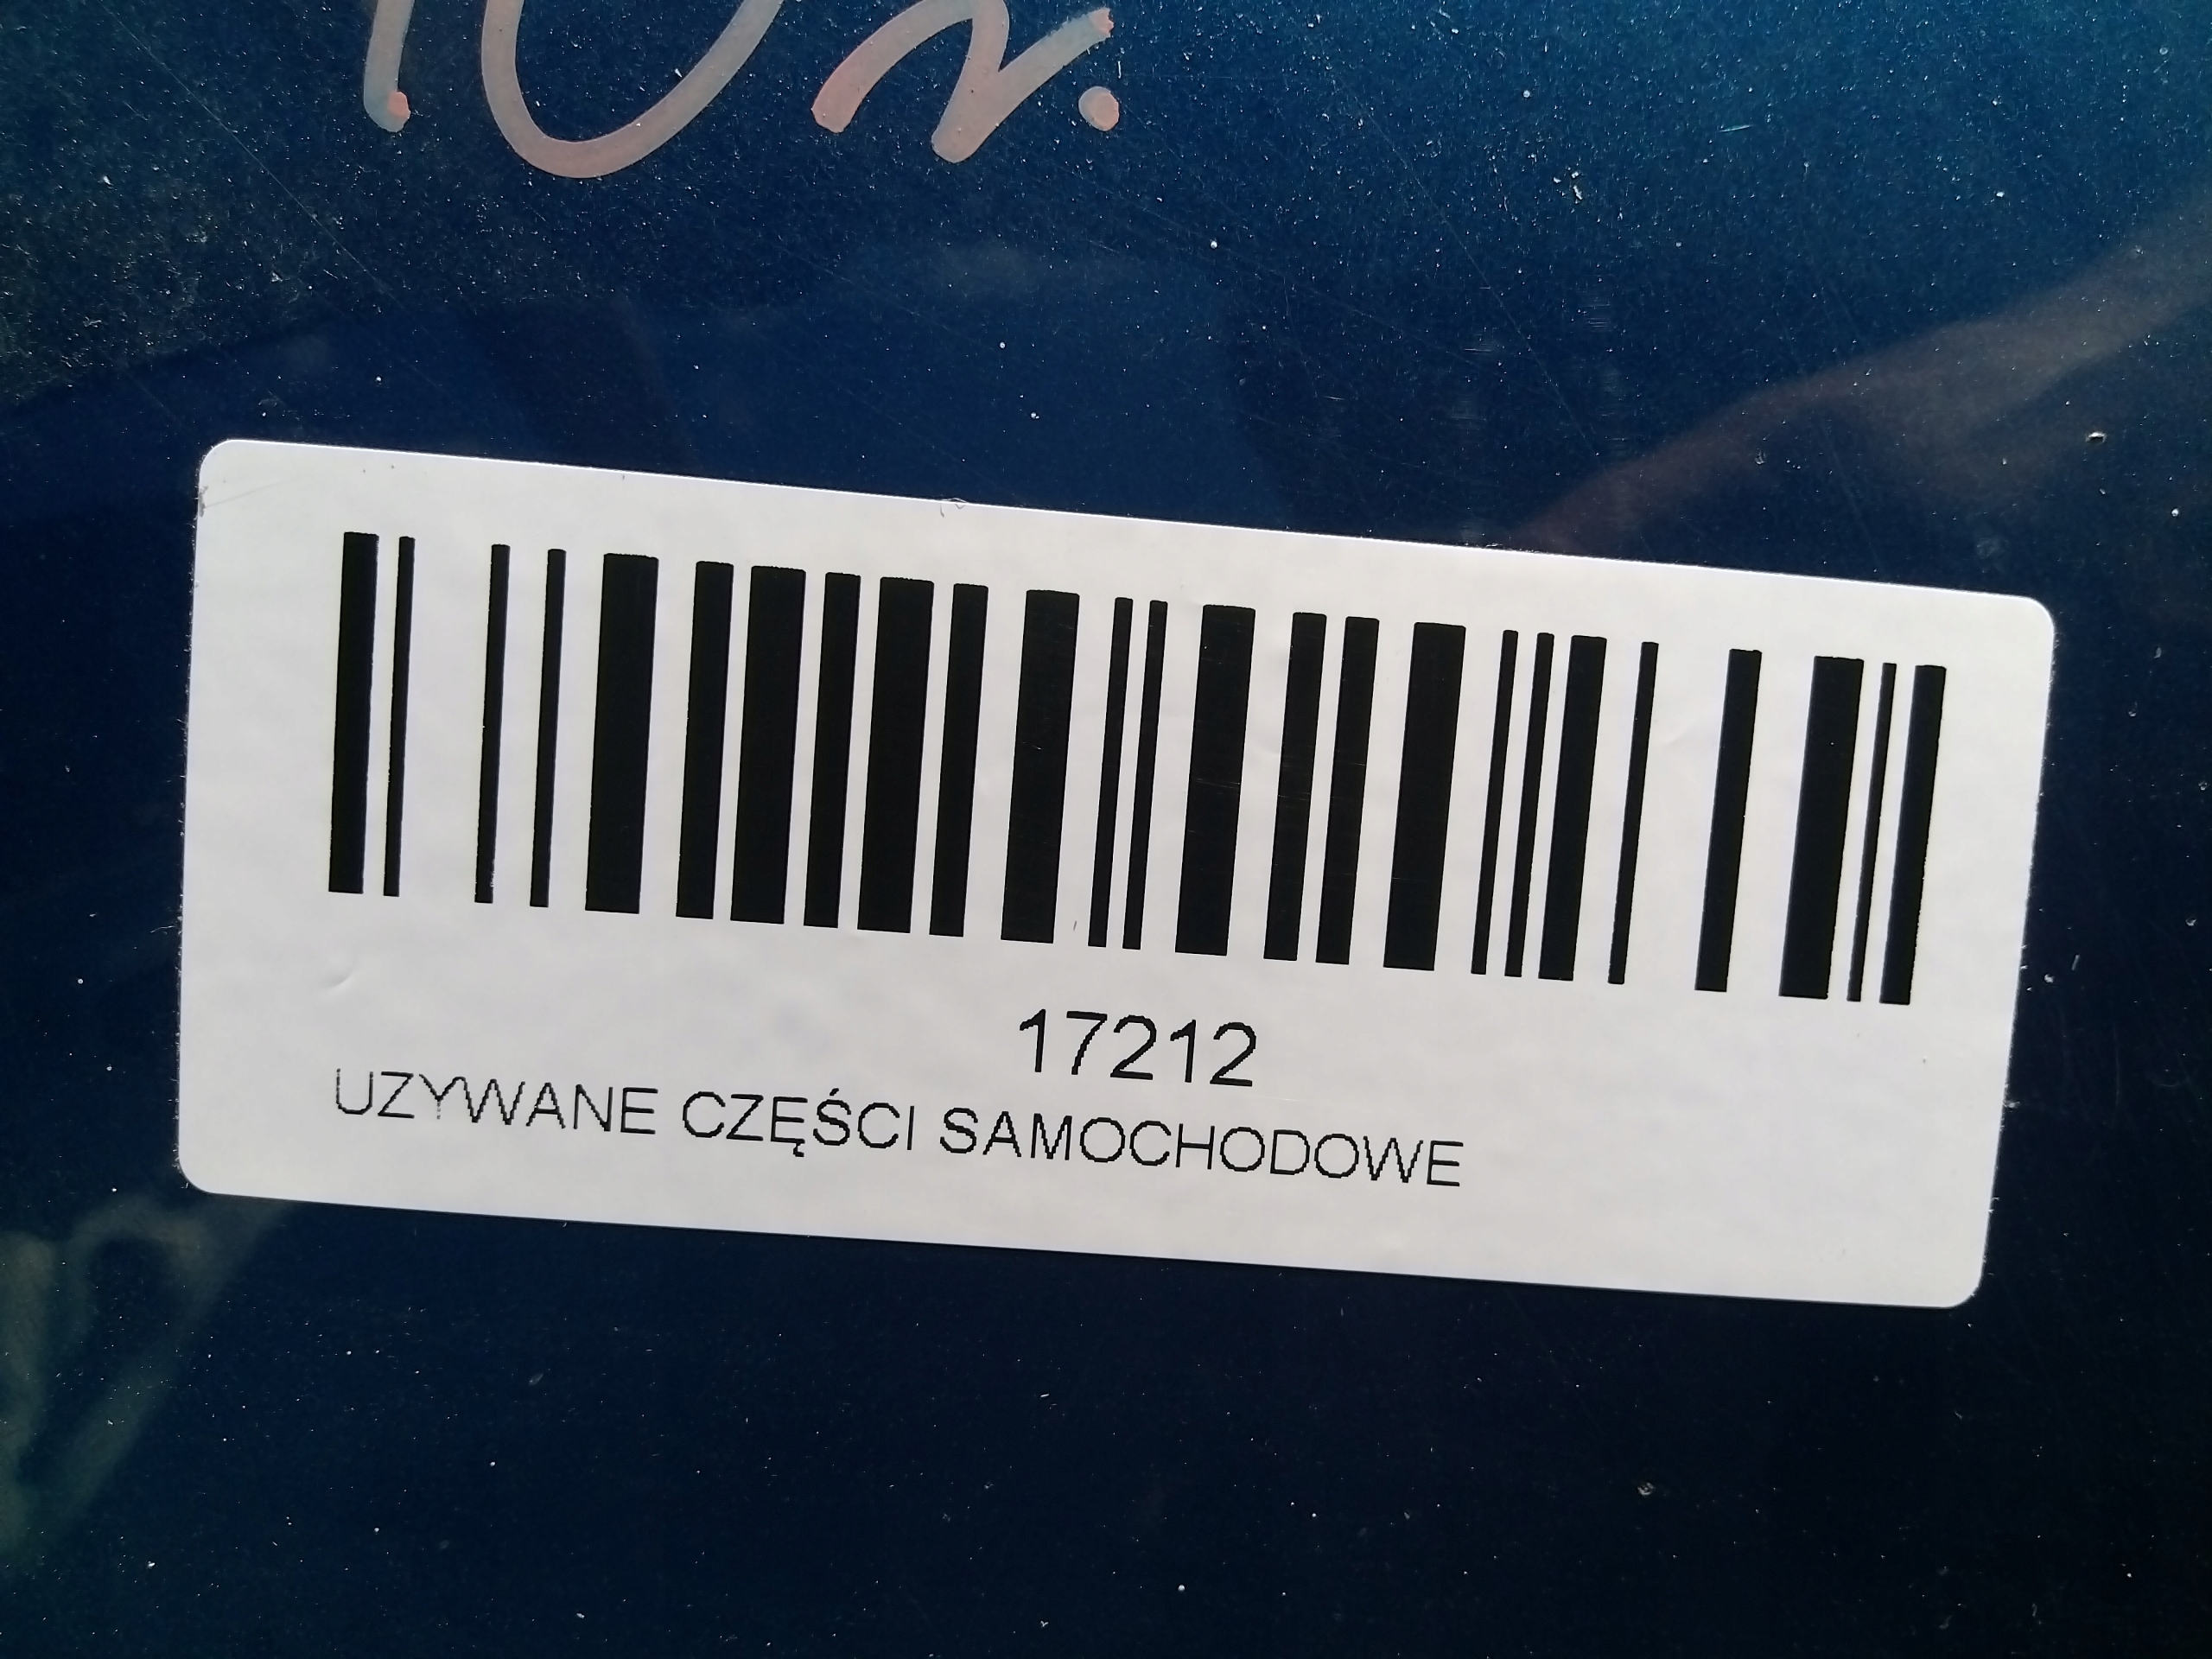 17212
UZYWANE CZĘŚCI SAMOCHODOWE